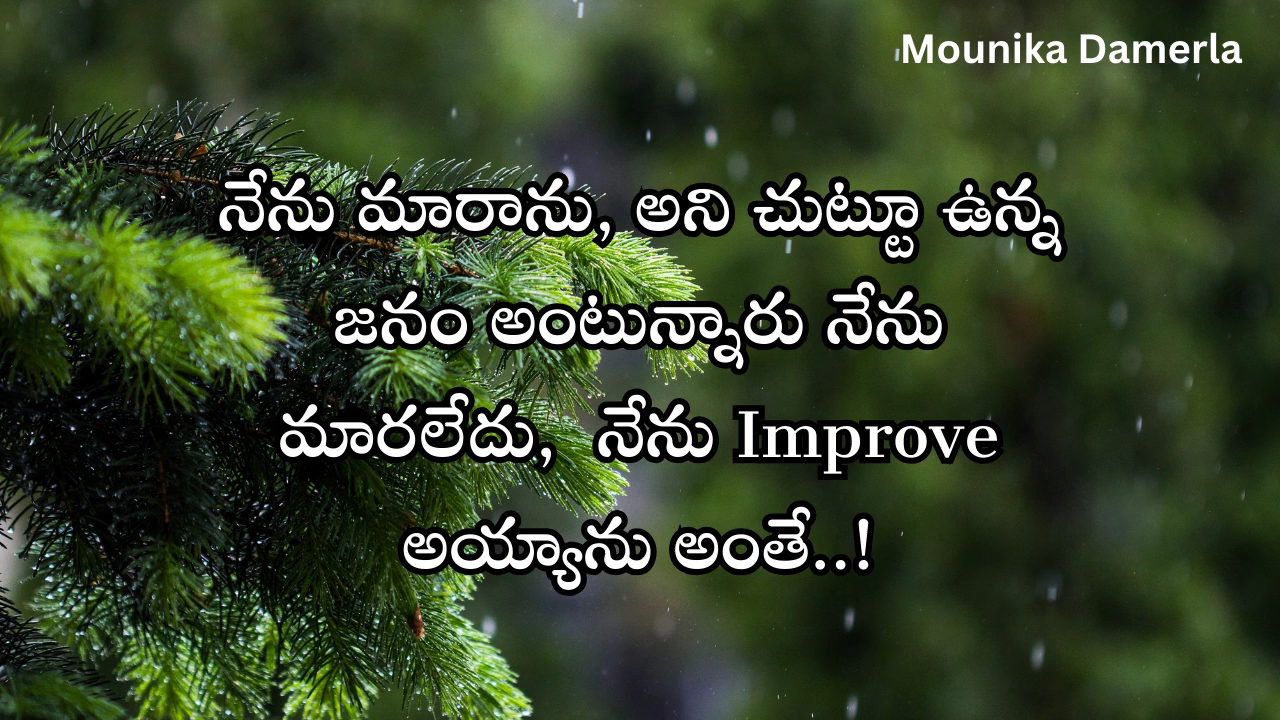 Mounika Damerla
నేను మారాను, అని చుట్టూ ఉన్న
జనం అంటున్నారు నేను
మారలేదు, నేను Improve
అయ్యాను అంతే..!